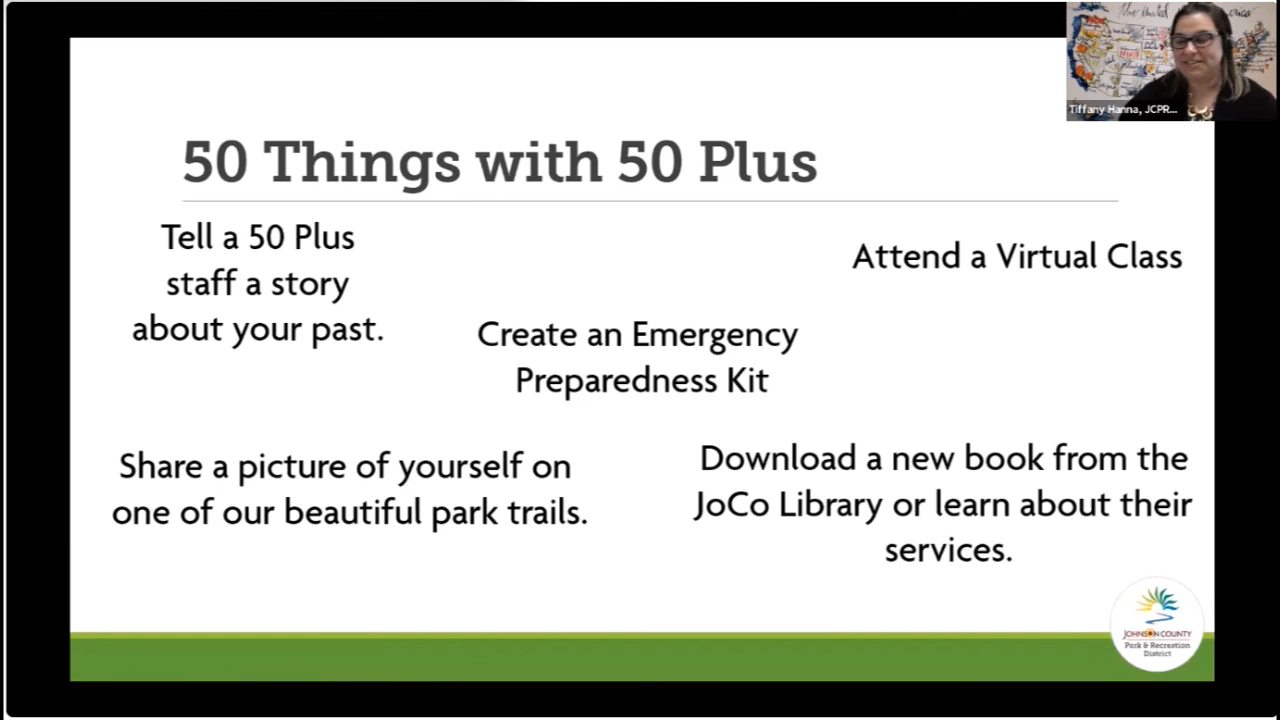 Tiffany Hanna, JCPR...
50 Things with 50 Plus
Tell a 50 Plus
staff a story
about your past.
Attend a Virtual Class
Create an Emergency
Preparedness Kit
Share a picture of yourself on
one of our beautiful park trails.
Download a new book from the
JoCo Library or learn about their
services.
JOHNSON COUNTY
Park & Recreation
District